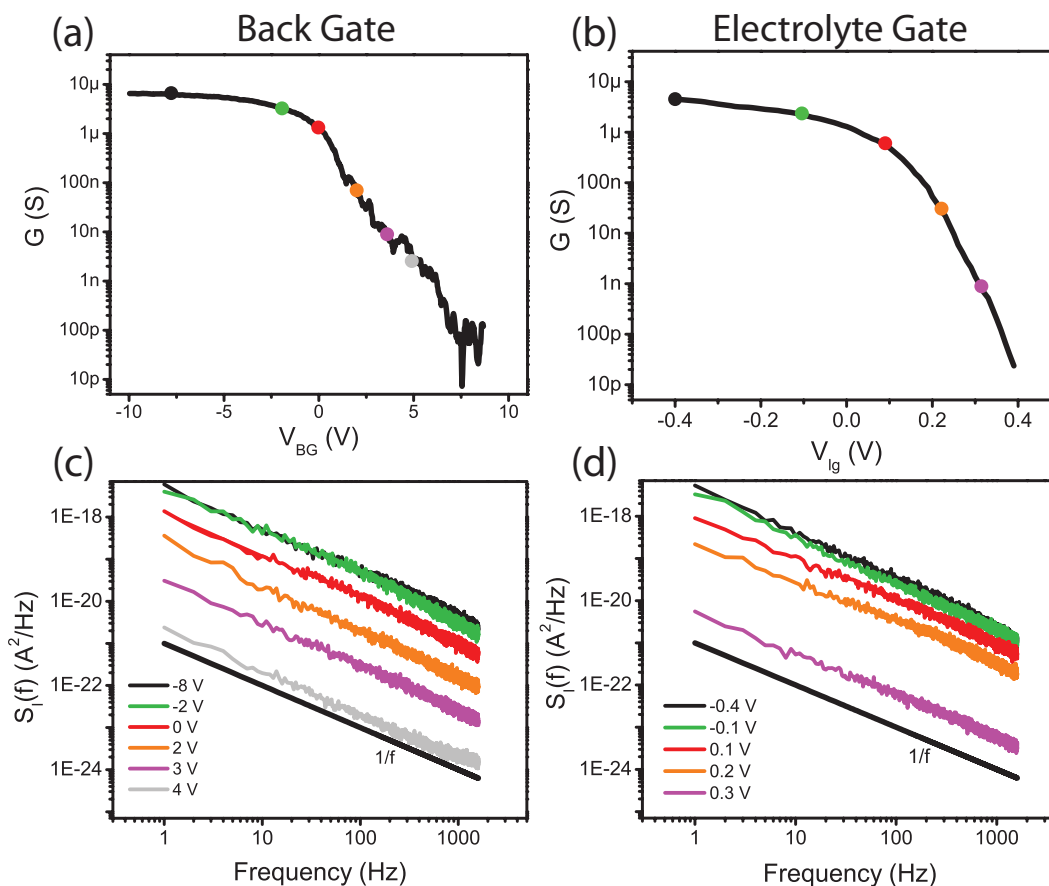 (a) Back Gate
10μ
1μ
100n
10n
1n
100p
10p
G (S)
-10 -5 0 5 10
V_BG (V)
(b) Electrolyte Gate
10μ
1μ
100n
10n
1n
100p
10p
G (S)
-0.4 -0.2 0.0 0.2 0.4
V_lg (V)
(c)
1E-18
1E-20
1E-22
1E-24
S_I(f) (A²/Hz)
-8 V
-2 V
0 V
2 V
3 V
4 V
1/f
1 10 100 1000
Frequency (Hz)
(d)
1E-18
1E-20
1E-22
1E-24
S_I(f) (A²/Hz)
-0.4 V
-0.1 V
0.1 V
0.2 V
0.3 V
1/f
1 10 100 1000
Frequency (Hz)